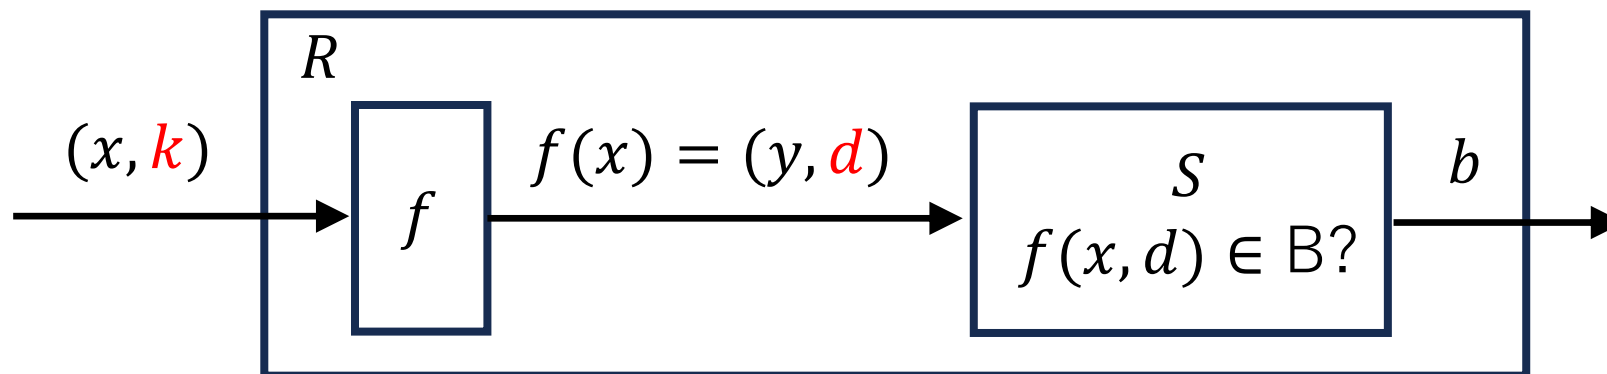 R
(x, k)
f
f(x) = (y, d)
S
f(x, d) ∈ B?
b